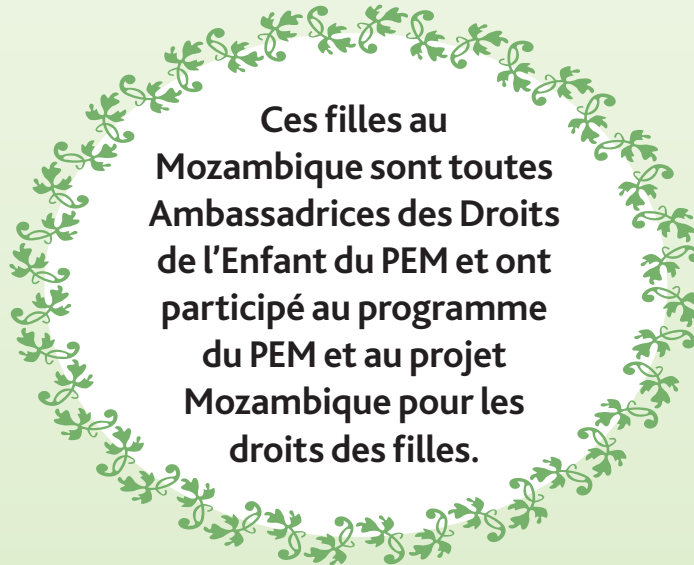 Ces filles au
Mozambique sont toutes
Ambassadrices des Droits
de l’Enfant du PEM et ont
participé au programme
du PEM et au projet
Mozambique pour les
droits des filles.